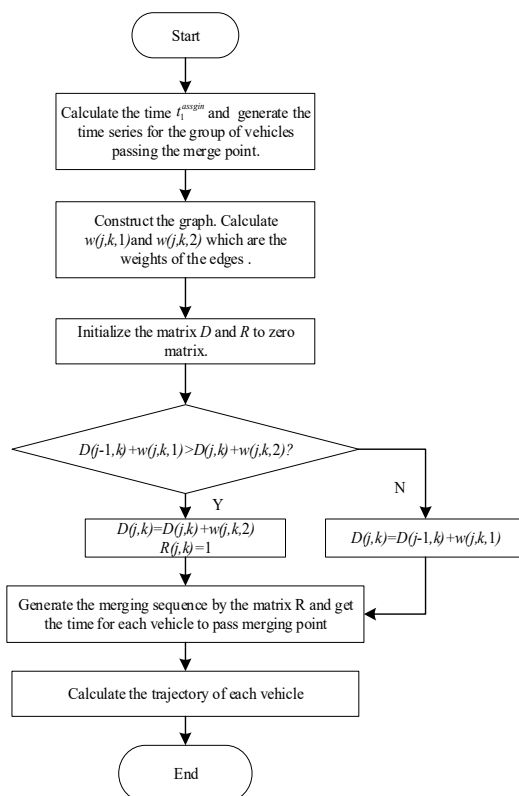 Start
Calculate the time t₁^assgin and generate the
time series for the group of vehicles
passing the merge point.
Construct the graph. Calculate
w(j,k,1)and w(j,k,2) which are the
weights of the edges .
Initialize the matrix D and R to zero
matrix.
D(j-1,k)+w(j,k,1)>D(j,k)+w(j,k,2)?
Y
N
D(j,k)=D(j,k)+w(j,k,2)
R(j,k)=1
D(j,k)=D(j-1,k)+w(j,k,1)
Generate the merging sequence by the matrix R and get
the time for each vehicle to pass merging point
Calculate the trajectory of each vehicle
End